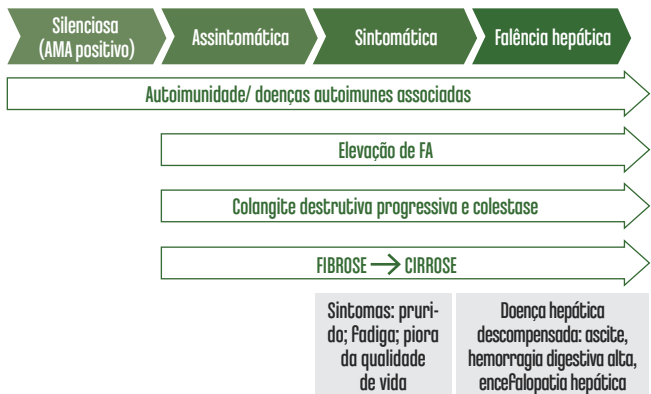 Silenciosa
(AMA positivo)
Assintomática
Sintomática
Falência hepática
Autoimunidade/ doenças autoimunes associadas
Elevação de FA
Colangite destrutiva progressiva e colestase
FIBROSE → CIRROSE
Sintomas: pruri-
do; fadiga; piora
da qualidade
de vida
Doença hepática
descompensada: ascite,
hemorragia digestiva alta,
encefalopatia hepática